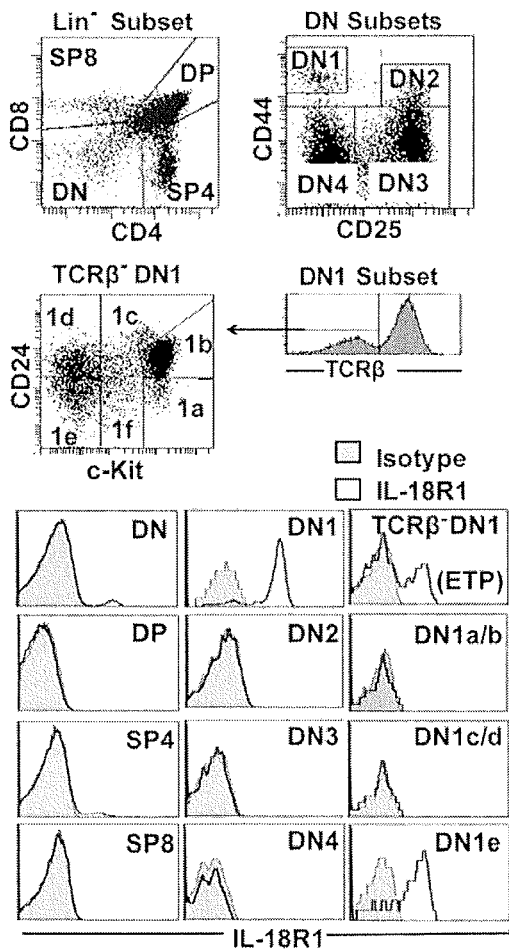 Lin⁻ Subset
DN Subsets
SP8
DP
DN
SP4
CD8
CD4
DN1
DN2
DN4
DN3
CD44
CD25
TCRβ⁻ DN1
DN1 Subset
1d
1c
1b
1a
1e
1f
CD24
c-Kit
TCRβ
Isotype
IL-18R1
DN
DN1
TCRβ⁻DN1
(ETP)
DP
DN2
DN1a/b
SP4
DN3
DN1c/d
SP8
DN4
DN1e
IL-18R1